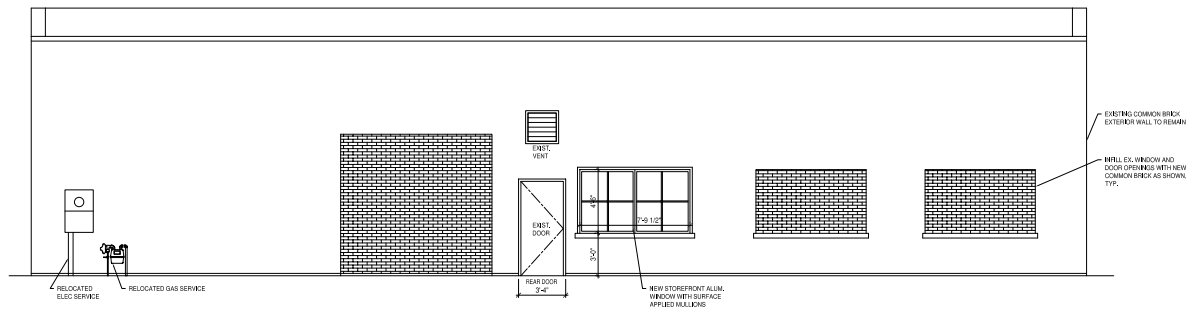 EXISTING COMMON BRICK
EXTERIOR WALL TO REMAIN
EXIST.
VENT
INFILL EX. WINDOW AND
DOOR OPENINGS WITH NEW
COMMON BRICK AS SHOWN,
TYP.
4'-6"
7'-9 1/2"
EXIST.
DOOR
3'-0"
REAR DOOR
3'-4"
RELOCATED
ELEC SERVICE
RELOCATED GAS SERVICE
NEW STOREFRONT ALUM.
WINDOW WITH SURFACE
APPLIED MULLIONS